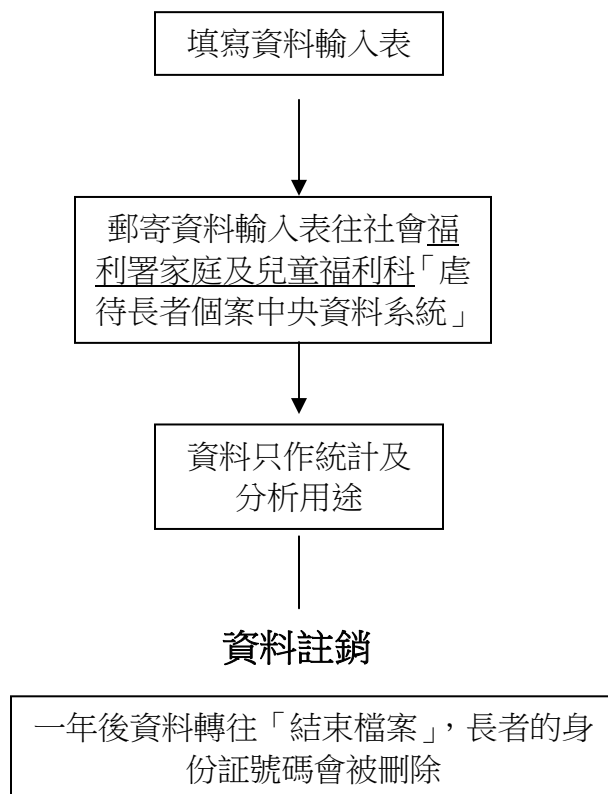 填寫資料輸入表
郵寄資料輸入表往社會福
利署家庭及兒童福利科「虐
待長者個案中央資料系統」
資料只作統計及
分析用途
資料註銷
一年後資料轉往「結束檔案」，長者的身
份証號碼會被刪除